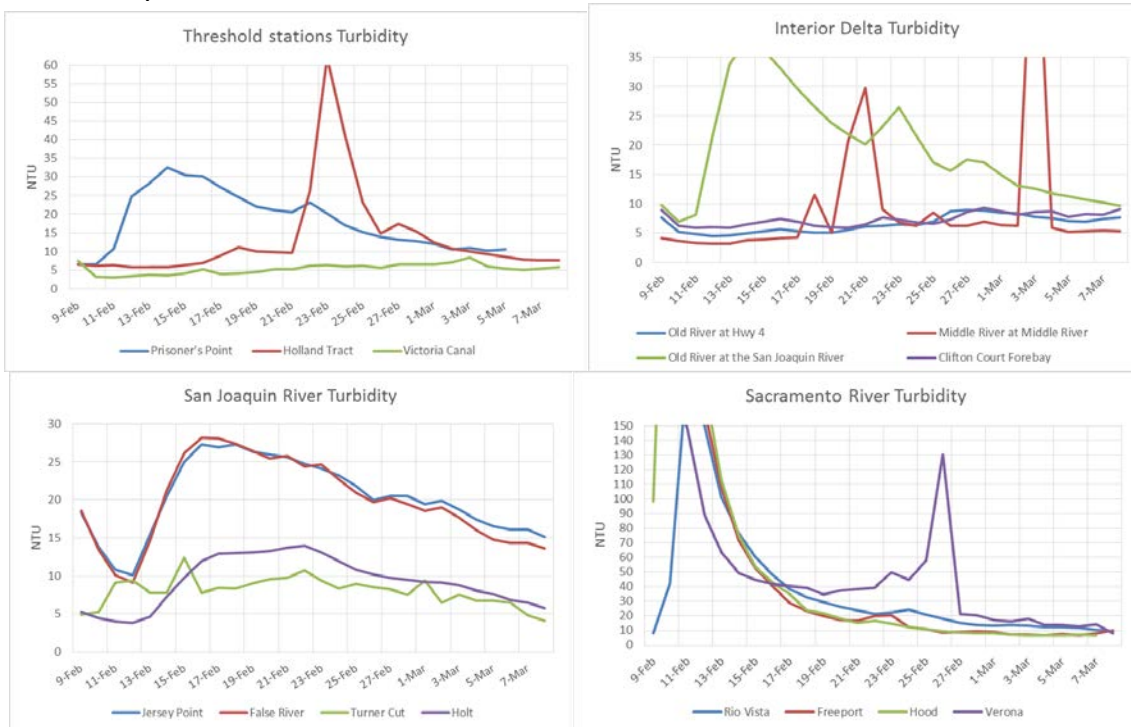 Threshold stations Turbidity
60
55
50
45
40
35
30
25
20
15
10
5
0
NTU
9-Feb 11-Feb 13-Feb 15-Feb 17-Feb 19-Feb 21-Feb 23-Feb 25-Feb 27-Feb 1-Mar 3-Mar 5-Mar 7-Mar
Prisoner's Point Holland Tract Victoria Canal
Interior Delta Turbidity
35
30
25
20
15
10
5
0
NTU
9-Feb 11-Feb 13-Feb 15-Feb 17-Feb 19-Feb 21-Feb 23-Feb 25-Feb 27-Feb 1-Mar 3-Mar 5-Mar 7-Mar
Old River at Hwy 4 Middle River at Middle River
Old River at the San Joaquin River Clifton Court Forebay
San Joaquin River Turbidity
30
25
20
15
10
5
0
NTU
9-Feb 11-Feb 13-Feb 15-Feb 17-Feb 19-Feb 21-Feb 23-Feb 25-Feb 27-Feb 1-Mar 3-Mar 5-Mar 7-Mar
Jersey Point False River Turner Cut Holt
Sacramento River Turbidity
150
140
130
120
110
100
90
80
70
60
50
40
30
20
10
0
NTU
9-Feb 11-Feb 13-Feb 15-Feb 17-Feb 19-Feb 21-Feb 23-Feb 25-Feb 27-Feb 1-Mar 3-Mar 5-Mar 7-Mar
Rio Vista Freeport Hood Verona